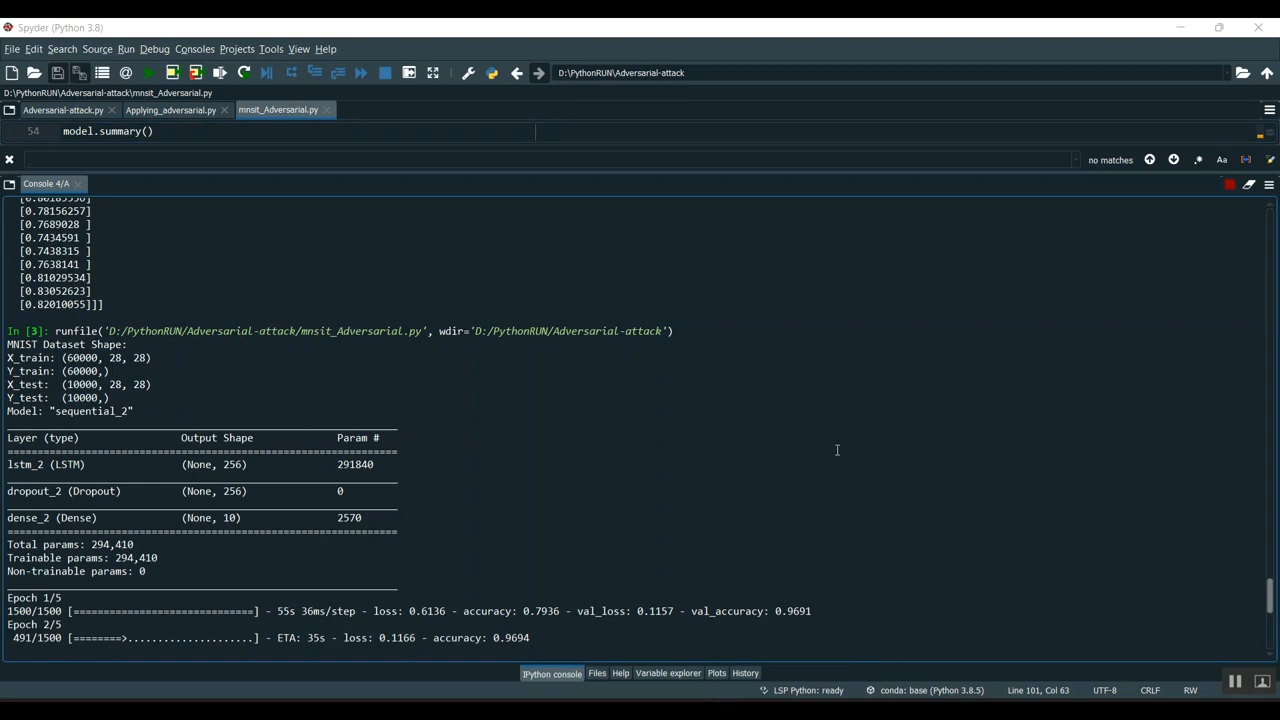 Spyder (Python 3.8)
File Edit Search Source Run Debug Consoles Projects Tools View Help
D:\PythonRUN\Adversarial-attack
D:\PythonRUN\Adversarial-attack\mnsit_Adversarial.py
Adversarial-attack.py Applying_adversarial.py mnsit_Adversarial.py
54 model.summary()
no matches .* Aa
Console 4/A
[0.78156257]
[0.7689028 ]
[0.7434591 ]
[0.7438315 ]
[0.7638141 ]
[0.81029534]
[0.83052623]
[0.82010055]]]
In [3]: runfile('D:/PythonRUN/Adversarial-attack/mnsit_Adversarial.py', wdir='D:/PythonRUN/Adversarial-attack')
MNIST Dataset Shape:
X_train: (60000, 28, 28)
Y_train: (60000,)
X_test:  (10000, 28, 28)
Y_test:  (10000,)
Model: "sequential_2"
_________________________________________________________________
Layer (type) Output Shape Param #
=================================================================
lstm_2 (LSTM) (None, 256) 291840
_________________________________________________________________
dropout_2 (Dropout) (None, 256) 0
_________________________________________________________________
dense_2 (Dense) (None, 10) 2570
=================================================================
Total params: 294,410
Trainable params: 294,410
Non-trainable params: 0
_________________________________________________________________
Epoch 1/5
1500/1500 [==============================] - 55s 36ms/step - loss: 0.6136 - accuracy: 0.7936 - val_loss: 0.1157 - val_accuracy: 0.9691
Epoch 2/5
491/1500 [========>.....................] - ETA: 35s - loss: 0.1166 - accuracy: 0.9694
IPython console Files Help Variable explorer Plots History
LSP Python: ready conda: base (Python 3.8.5) Line 101, Col 63 UTF-8 CRLF RW